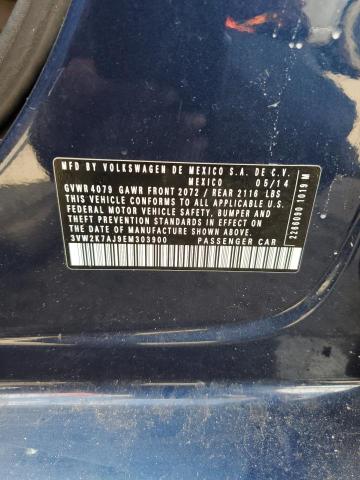 MFD BY VOLKSWAGEN DE MEXICO S.A. DE C.V.
MEXICO 05/14
GVWR 4079 GAWR FRONT 2072 / REAR 2116 LBS
THIS VEHICLE CONFORMS TO ALL APPLICABLE
FEDERAL MOTOR VEHICLE SAFETY, BUMPER AND
THEFT PREVENTION STANDARDS IN EFFECT ON
THE DATE OF MANUFACTURE SHOWN ABOVE.
3VW2K7AJ9EM303900 PASSENGER CAR
2266090 1019 M